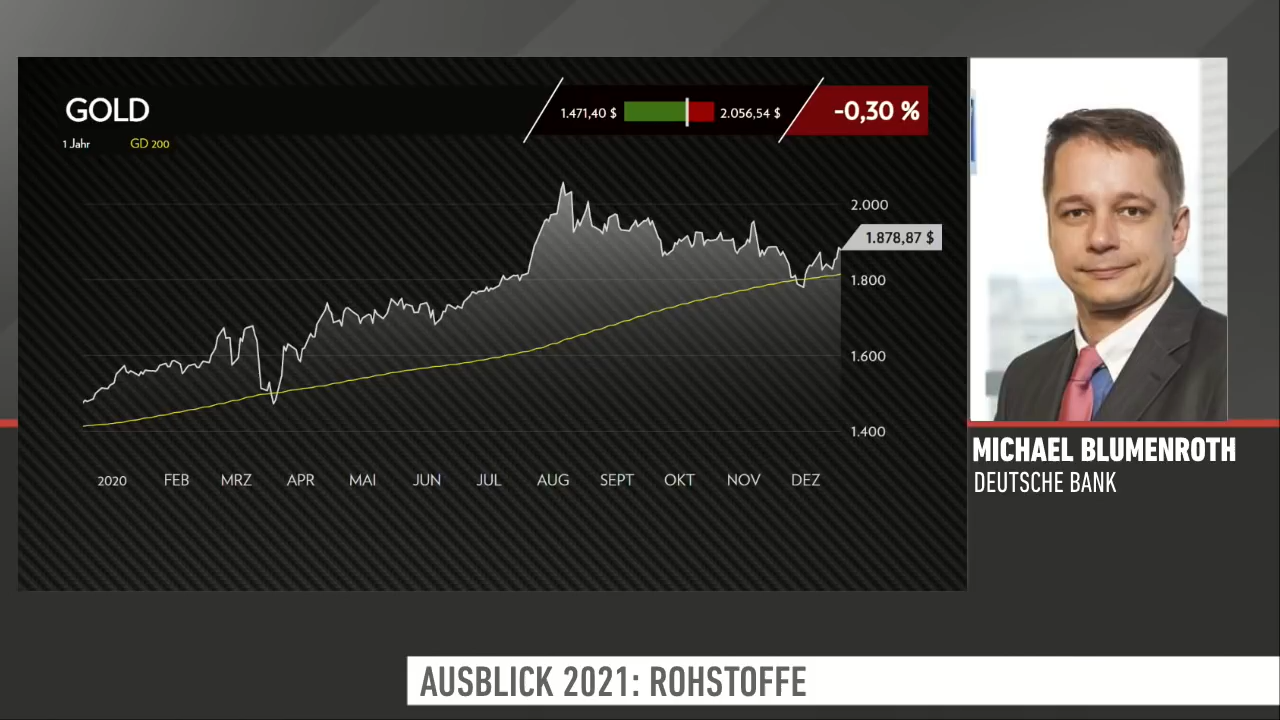 GOLD
1 Jahr GD 200
1.471,40 $ 2.056,54 $ -0,30 %
2.000
1.878,87 $
1.800
1.600
1.400
2020 FEB MRZ APR MAI JUN JUL AUG SEPT OKT NOV DEZ
MICHAEL BLUMENROTH
DEUTSCHE BANK
AUSBLICK 2021: ROHSTOFFE